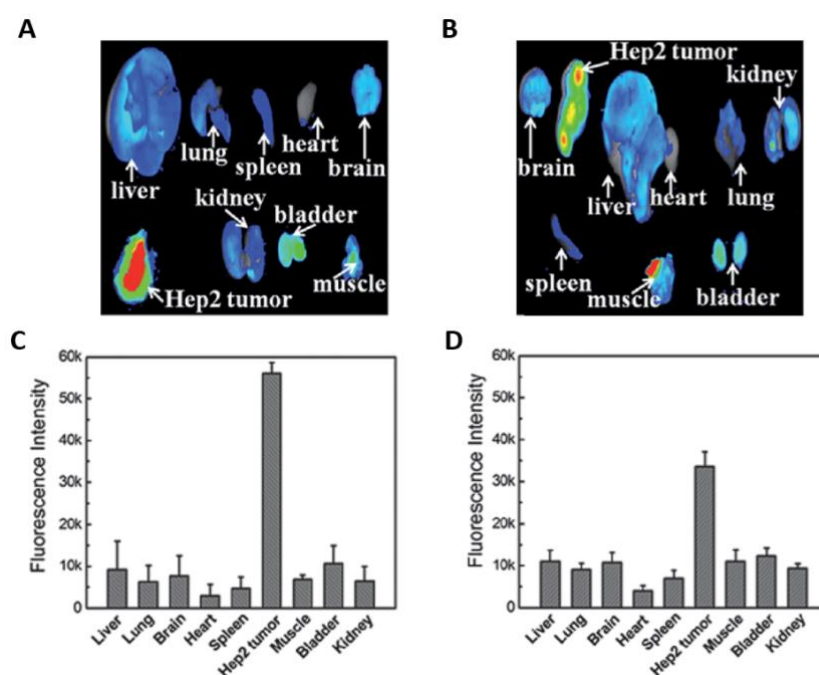 A
B
liver
lung
spleen
heart
brain
Hep2 tumor
kidney
bladder
muscle
brain
Hep2 tumor
liver
heart
lung
kidney
spleen
muscle
bladder
C
60k
50k
40k
30k
20k
10k
0
Fluorescence Intensity
Liver
Lung
Brain
Heart
Spleen
Hep2 tumor
Muscle
Bladder
Kidney
D
60k
50k
40k
30k
20k
10k
0
Fluorescence Intensity
Liver
Lung
Brain
Heart
Spleen
Hep2 tumor
Muscle
Bladder
Kidney